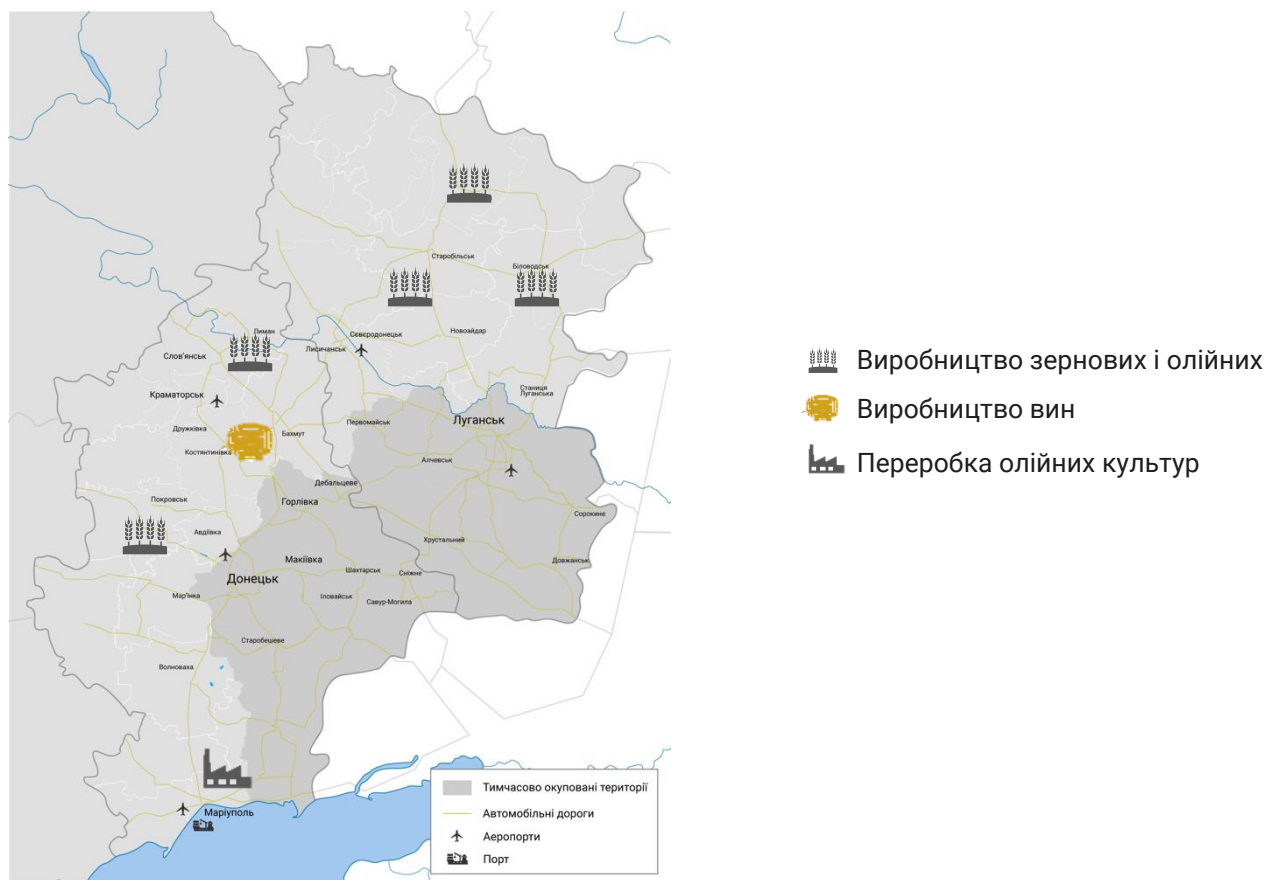 Старобільськ
Біловодськ
Лиман
Сєвєродонецьк
Новоайдар
Лисичанськ
Слов'янськ
Краматорськ
Станиця
Луганська
Луганськ
Первомайськ
Дружківка
Бахмут
Костянтинівка
Алчевськ
Дебальцеве
Покровськ
Горлівка
Сорокине
Авдіївка
Хрустальний
Макіївка
Довжанськ
Шахтарськ
Сніжне
Донецьк
Мар'їнка
Іловайськ
Савур-Могила
Старобешеве
Волноваха
Маріуполь
Тимчасово окуповані території
Автомобільні дороги
Аеропорти
Порт
Виробництво зернових і олійних
Виробництво вин
Переробка олійних культур